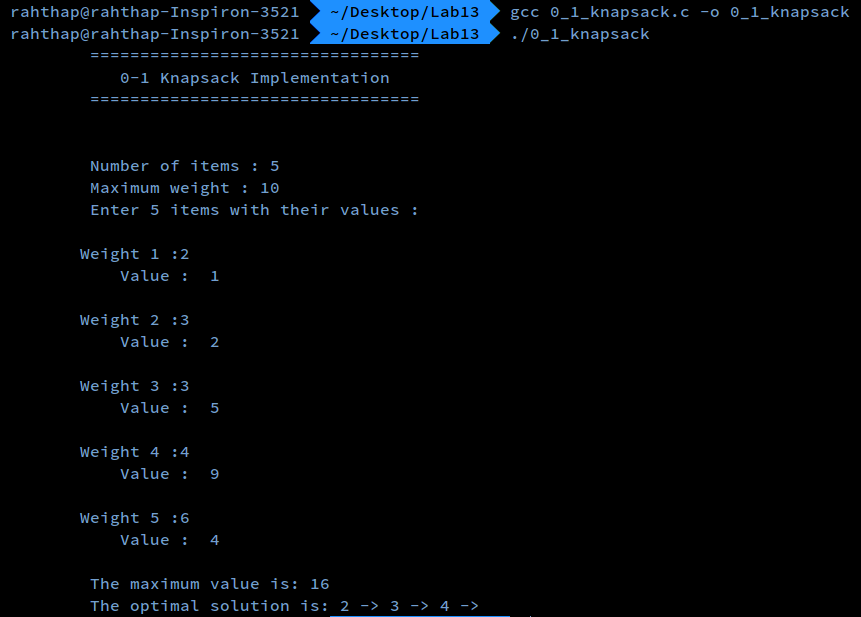 rahthap@rahthap-Inspiron-3521 ~/Desktop/Lab13 gcc 0_1_knapsack.c -o 0_1_knapsack
rahthap@rahthap-Inspiron-3521 ~/Desktop/Lab13 ./0_1_knapsack
=================================
0-1 Knapsack Implementation
=================================
Number of items : 5
Maximum weight : 10
Enter 5 items with their values :
Weight 1 :2
Value : 1
Weight 2 :3
Value : 2
Weight 3 :3
Value : 5
Weight 4 :4
Value : 9
Weight 5 :6
Value : 4
The maximum value is: 16
The optimal solution is: 2 -> 3 -> 4 ->